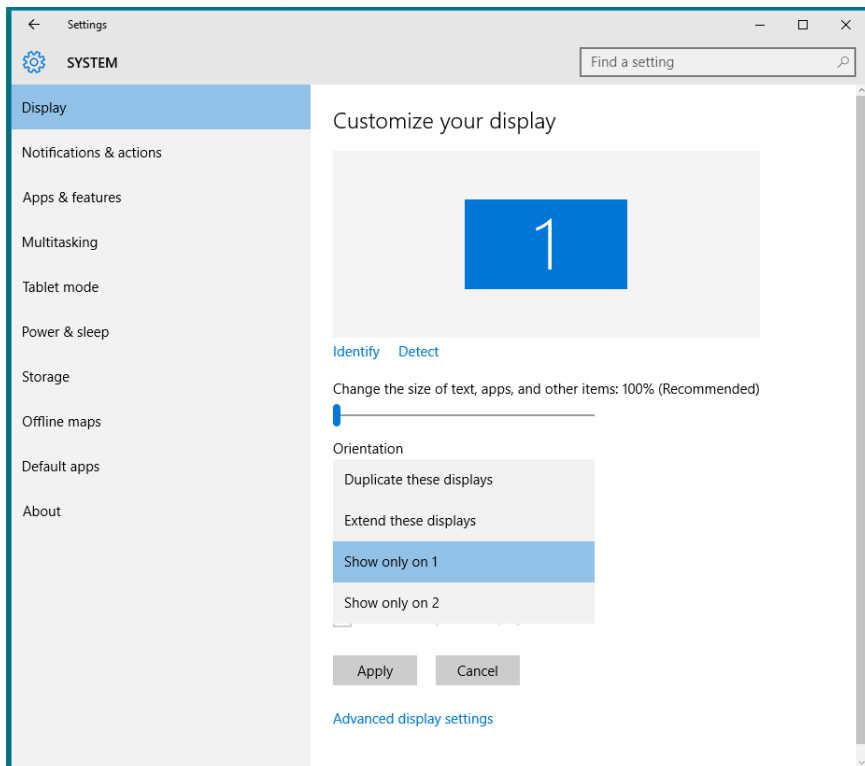 Settings
SYSTEM
Find a setting
Display
Notifications & actions
Apps & features
Multitasking
Tablet mode
Power & sleep
Storage
Offline maps
Default apps
About
Customize your display
1
Identify Detect
Change the size of text, apps, and other items: 100% (Recommended)
Orientation
Duplicate these displays
Extend these displays
Show only on 1
Show only on 2
Apply Cancel
Advanced display settings